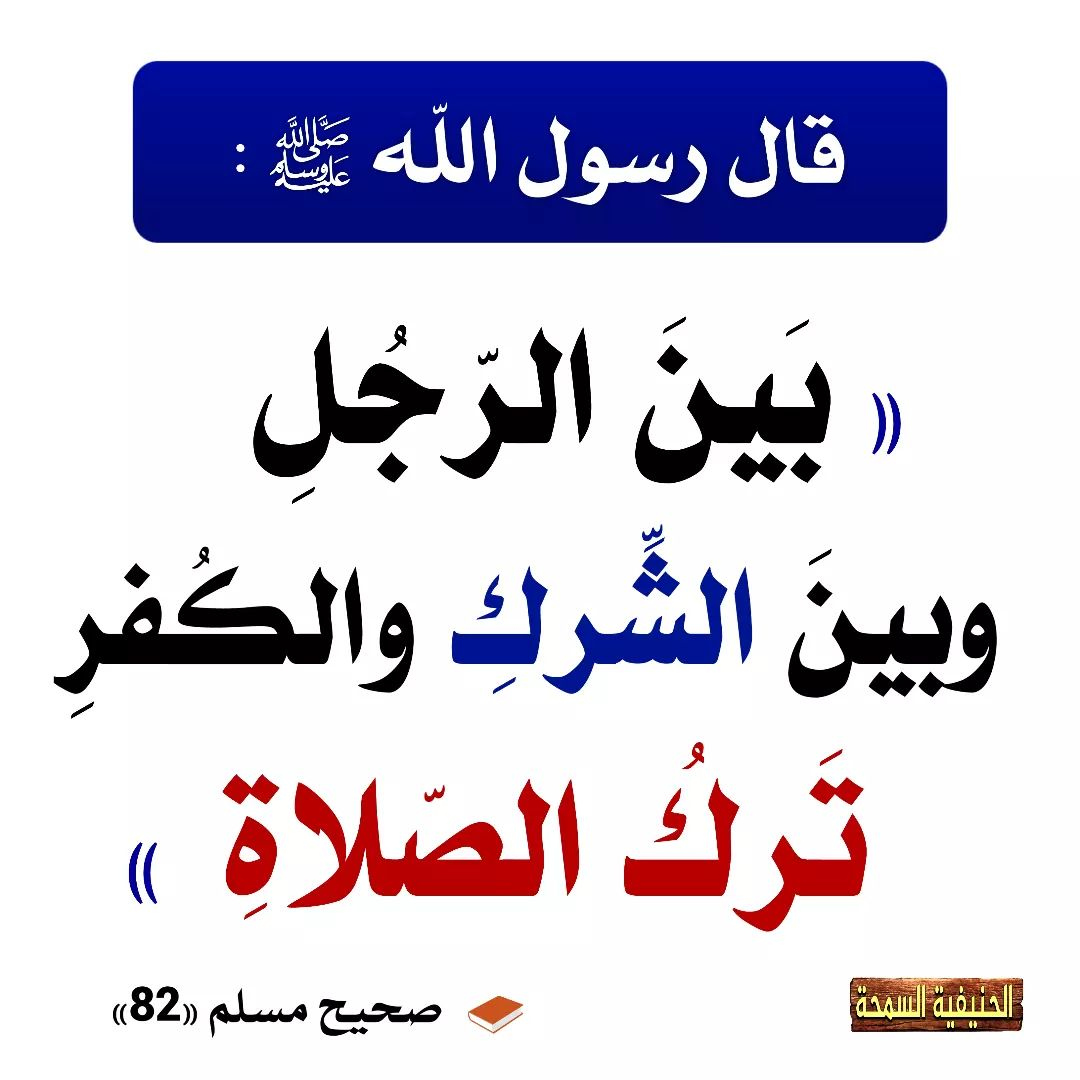 قال رسول الله ﷺ :
(( بَينَ الرّجُلِ
وبينَ الشِّركِ والكُفرِ
تَركُ الصّلاةِ ))
صحيح مسلم ((82))
الحنيفية السمحة